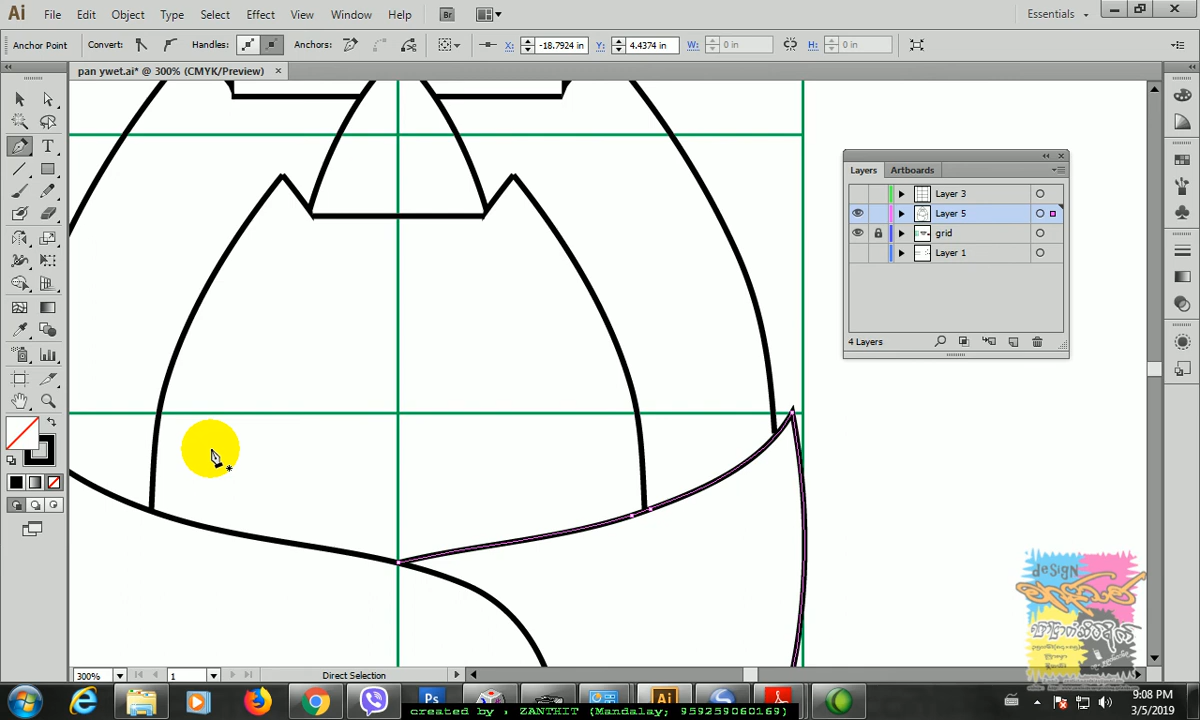 Ai File Edit Object Type Select Effect View Window Help Br Essentials
Anchor Point Convert: Handles: Anchors: X: -18.7924 in Y: 4.4374 in W: 0 in H: 0 in
pan ywet.ai* @ 300% (CMYK/Preview)
Layers Artboards
Layer 3
Layer 5
grid
Layer 1
4 Layers
deSiGN
300% 1 Direct Selection
Ps Ai
created by : ZANTHIT (Mandalay; 959259060169)
9:08 PM
3/5/2019